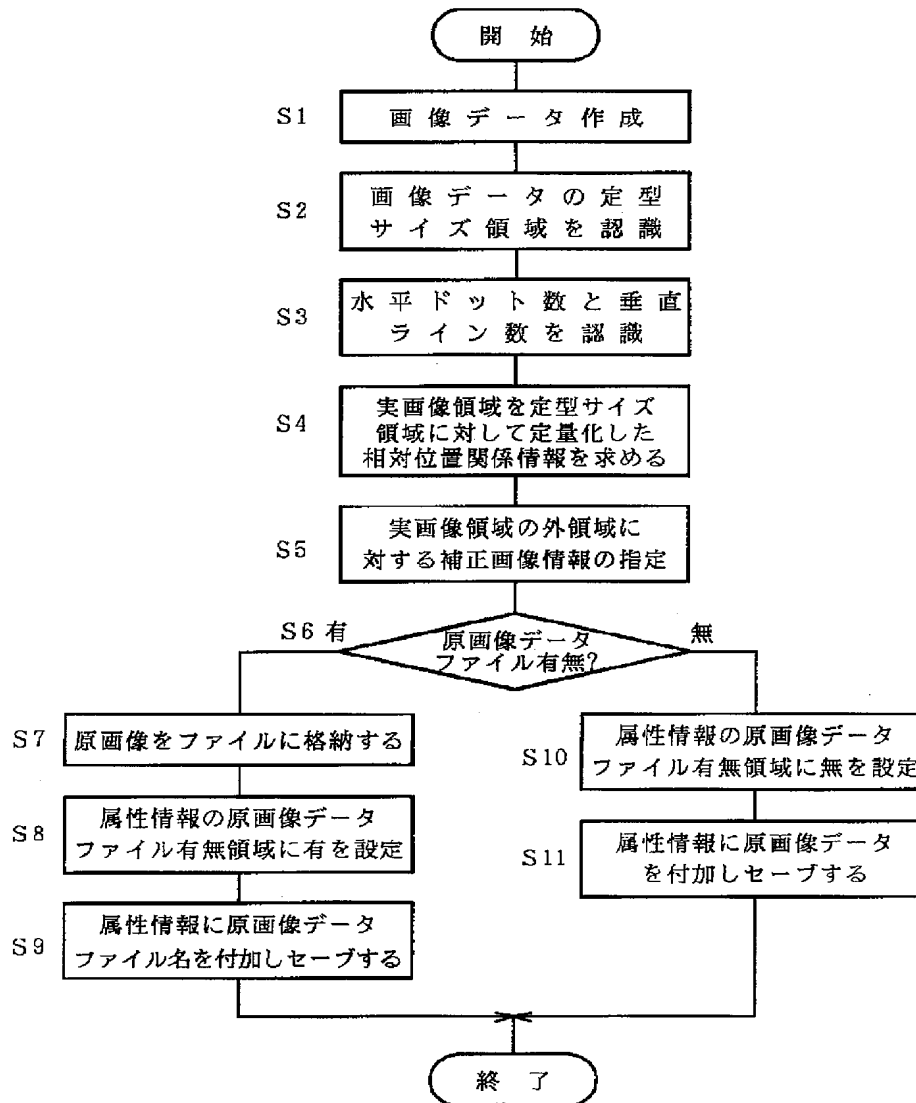 開始
S1
画像データ作成
S2
画像データの定型
サイズ領域を認識
S3
水平ドット数と垂直
ライン数を認識
S4
実画像領域を定型サイズ
領域に対して定量化した
相対位置関係情報を求める
S5
実画像領域の外領域に
対する補正画像情報の指定
S6 有
原画像データ
ファイル有無?
無
S7
原画像をファイルに格納する
S8
属性情報の原画像データ
ファイル有無領域に有を設定
S9
属性情報に原画像データ
ファイル名を付加しセーブする
S10
属性情報の原画像データ
ファイル有無領域に無を設定
S11
属性情報に原画像データ
を付加しセーブする
終了